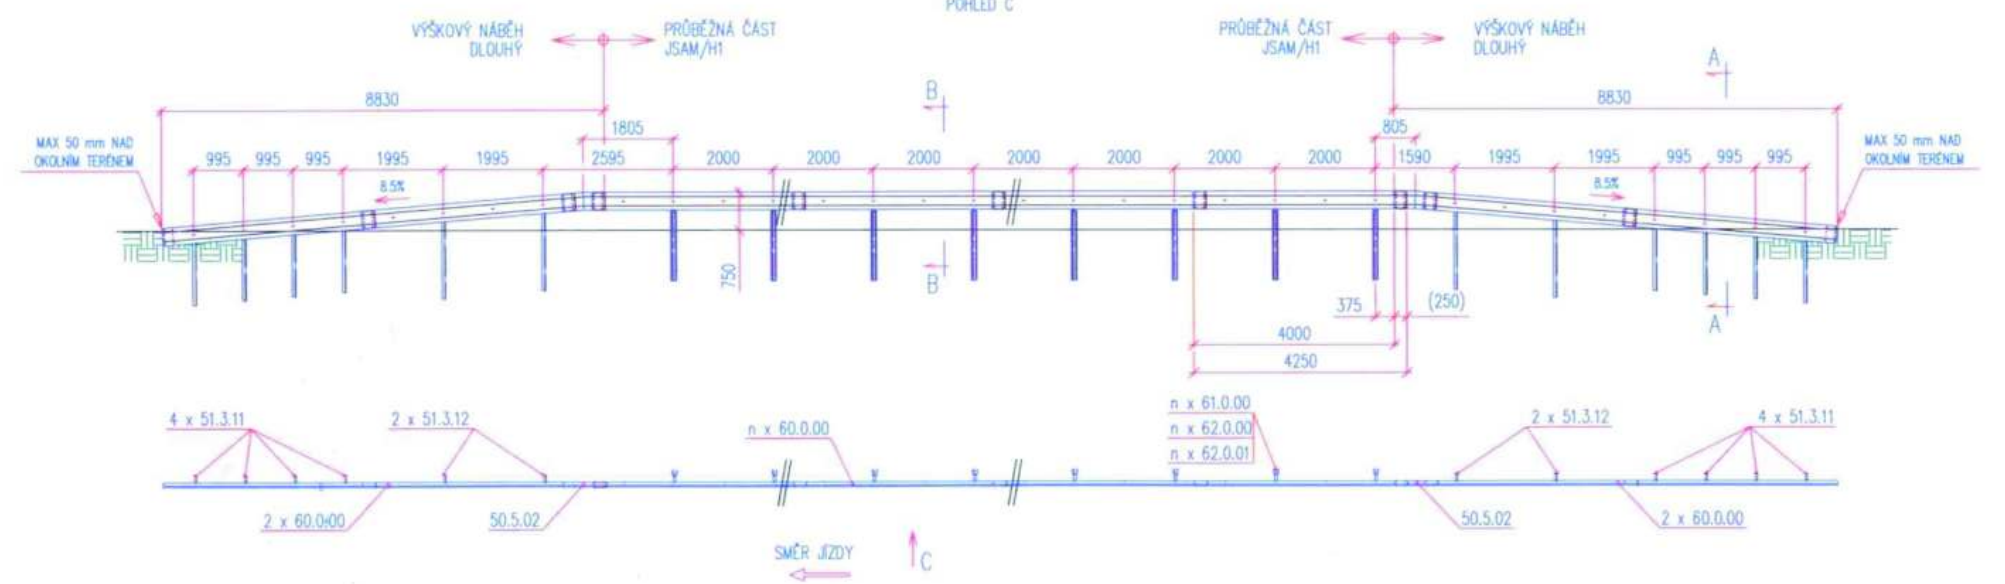 POHLED C
VÝŠKOVÝ NÁBĚH
DLOUHÝ
PRŮBĚŽNÁ ČÁST
JSAM/H1
PRŮBĚŽNÁ ČÁST
JSAM/H1
VÝŠKOVÝ NÁBĚH
DLOUHÝ
A
B
8830
8830
1805
805
MAX 50 mm NAD
OKOLNÍM TERÉNEM
995 995 995 1995 1995 2595 2000 2000 2000 2000 2000 2000 2000 1590 1995 1995 995 995 995
MAX 50 mm NAD
OKOLNÍM TERÉNEM
8.5%
8.5%
750
B
375 (250)
A
4000
4250
4 x 51.3.11
2 x 51.3.12
n x 60.0.00
n x 61.0.00
n x 62.0.00
n x 62.0.01
2 x 51.3.12
4 x 51.3.11
2 x 60.0.00
50.5.02
50.5.02
2 x 60.0.00
SMĚR JÍZDY
C